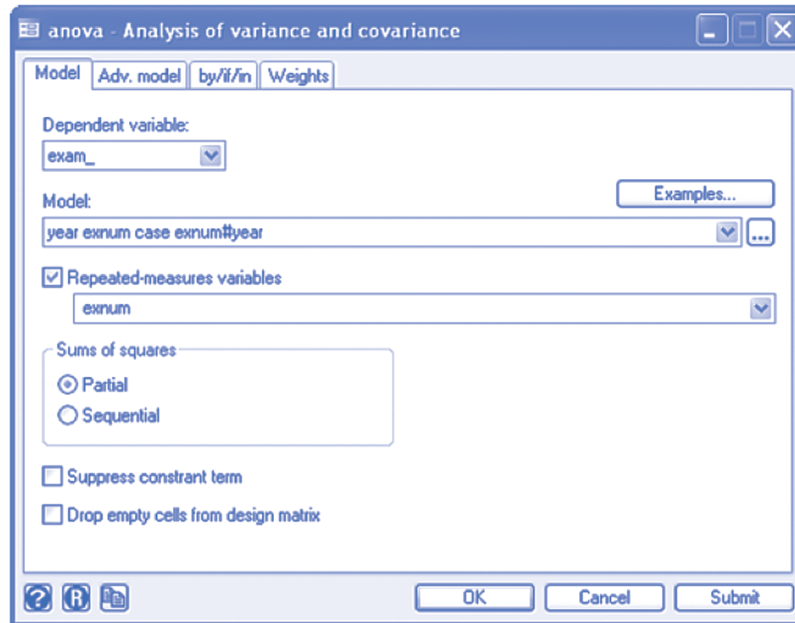 anova - Analysis of variance and covariance
Model Adv. model by/if/in Weights
Dependent variable:
exam_
Examples...
Model:
year exnum case exnum#year
...
Repeated-measures variables
exnum
Sums of squares
Partial
Sequential
Suppress constrant term
Drop empty cells from design matrix
? R OK Cancel Submit